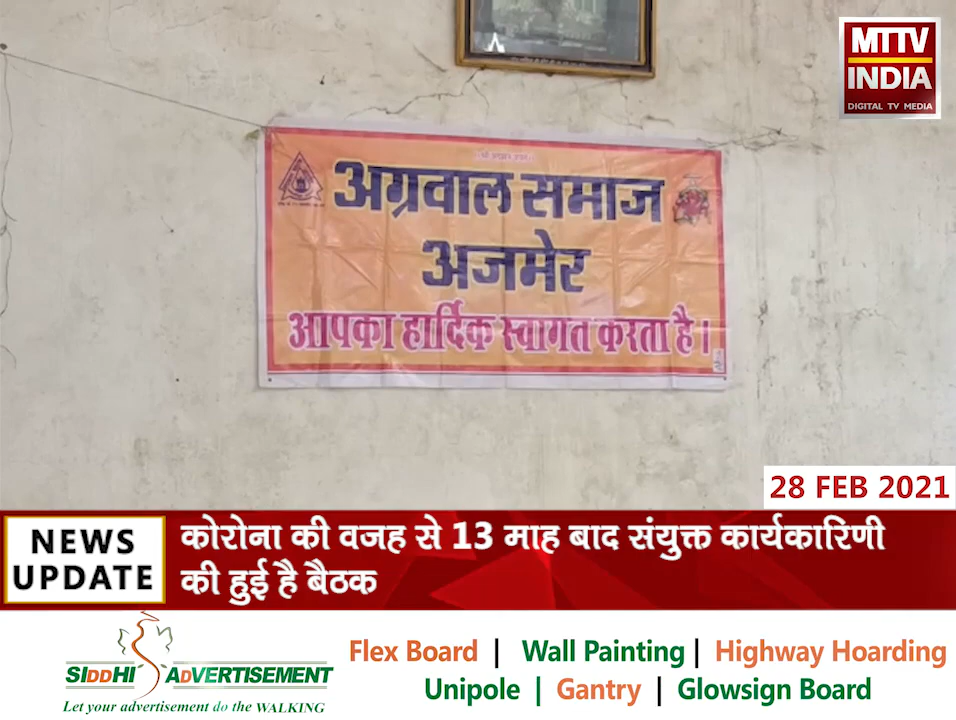 MTTV
INDIA
DIGITAL TV MEDIA
अग्रवाल समाज
अजमेर
आपका हार्दिक स्वागत करता है।
28 FEB 2021
NEWS
UPDATE
कोरोना की वजह से 13 माह बाद संयुक्त कार्यकारिणी
की हुई है बैठक
SIDDHI ADVERTISEMENT
Let your advertisement do the WALKING
Flex Board | Wall Painting | Highway Hoarding
Unipole | Gantry | Glowsign Board